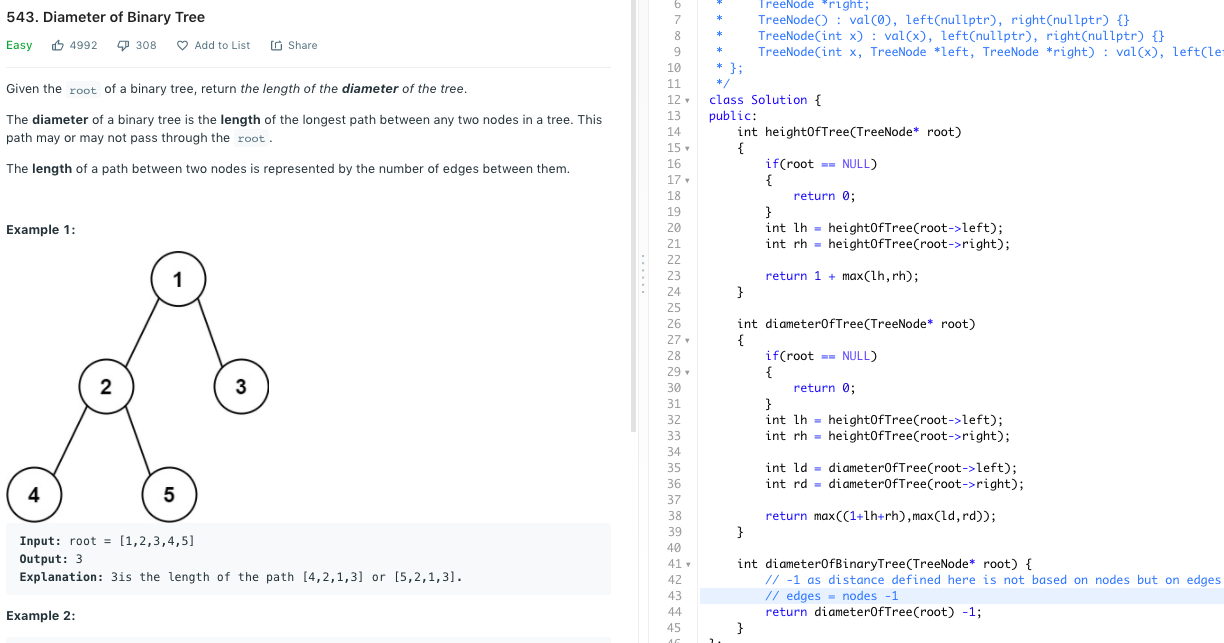 543. Diameter of Binary Tree
Easy 4992 308 Add to List Share
Given the root of a binary tree, return the length of the diameter of the tree.
The diameter of a binary tree is the length of the longest path between any two nodes in a tree. This
path may or may not pass through the root .
The length of a path between two nodes is represented by the number of edges between them.
Example 1:
1
2
3
4
5
Input: root = [1,2,3,4,5]
Output: 3
Explanation: 3is the length of the path [4,2,1,3] or [5,2,1,3].
Example 2:
6 * TreeNode *right;
7 * TreeNode() : val(0), left(nullptr), right(nullptr) {}
8 * TreeNode(int x) : val(x), left(nullptr), right(nullptr) {}
9 * TreeNode(int x, TreeNode *left, TreeNode *right) : val(x), left(le
10 * };
11 */
12 class Solution {
13 public:
14 int heightOfTree(TreeNode* root)
15 {
16 if(root == NULL)
17 {
18 return 0;
19 }
20 int lh = heightOfTree(root->left);
21 int rh = heightOfTree(root->right);
22
23 return 1 + max(lh,rh);
24 }
25
26 int diameterOfTree(TreeNode* root)
27 {
28 if(root == NULL)
29 {
30 return 0;
31 }
32 int lh = heightOfTree(root->left);
33 int rh = heightOfTree(root->right);
34
35 int ld = diameterOfTree(root->left);
36 int rd = diameterOfTree(root->right);
37
38 return max((1+lh+rh),max(ld,rd));
39 }
40
41 int diameterOfBinaryTree(TreeNode* root) {
42 // -1 as distance defined here is not based on nodes but on edges
43 // edges = nodes -1
44 return diameterOfTree(root) -1;
45 }
46 };